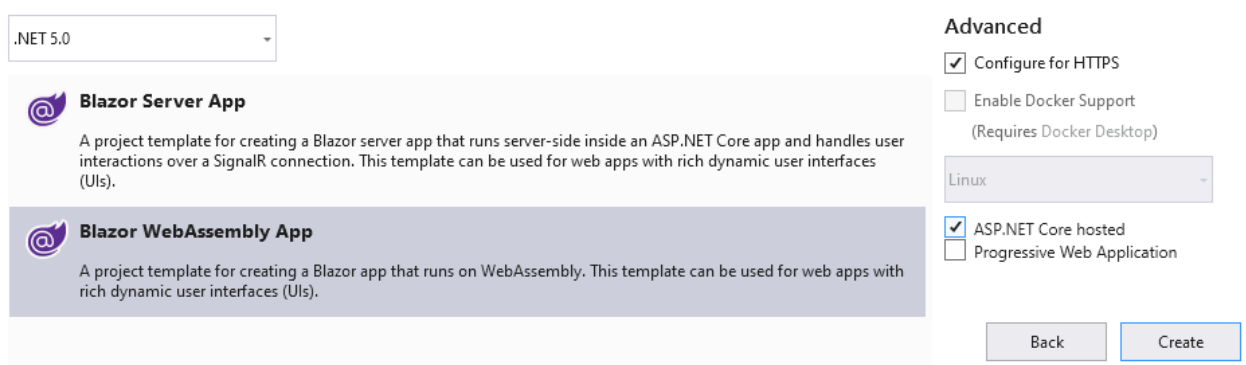 .NET 5.0
Blazor Server App
A project template for creating a Blazor server app that runs server-side inside an ASP.NET Core app and handles user
interactions over a SignalR connection. This template can be used for web apps with rich dynamic user interfaces
(UIs).
Blazor WebAssembly App
A project template for creating a Blazor app that runs on WebAssembly. This template can be used for web apps with
rich dynamic user interfaces (UIs).
Advanced
Configure for HTTPS
Enable Docker Support
(Requires Docker Desktop)
Linux
ASP.NET Core hosted
Progressive Web Application
Back
Create